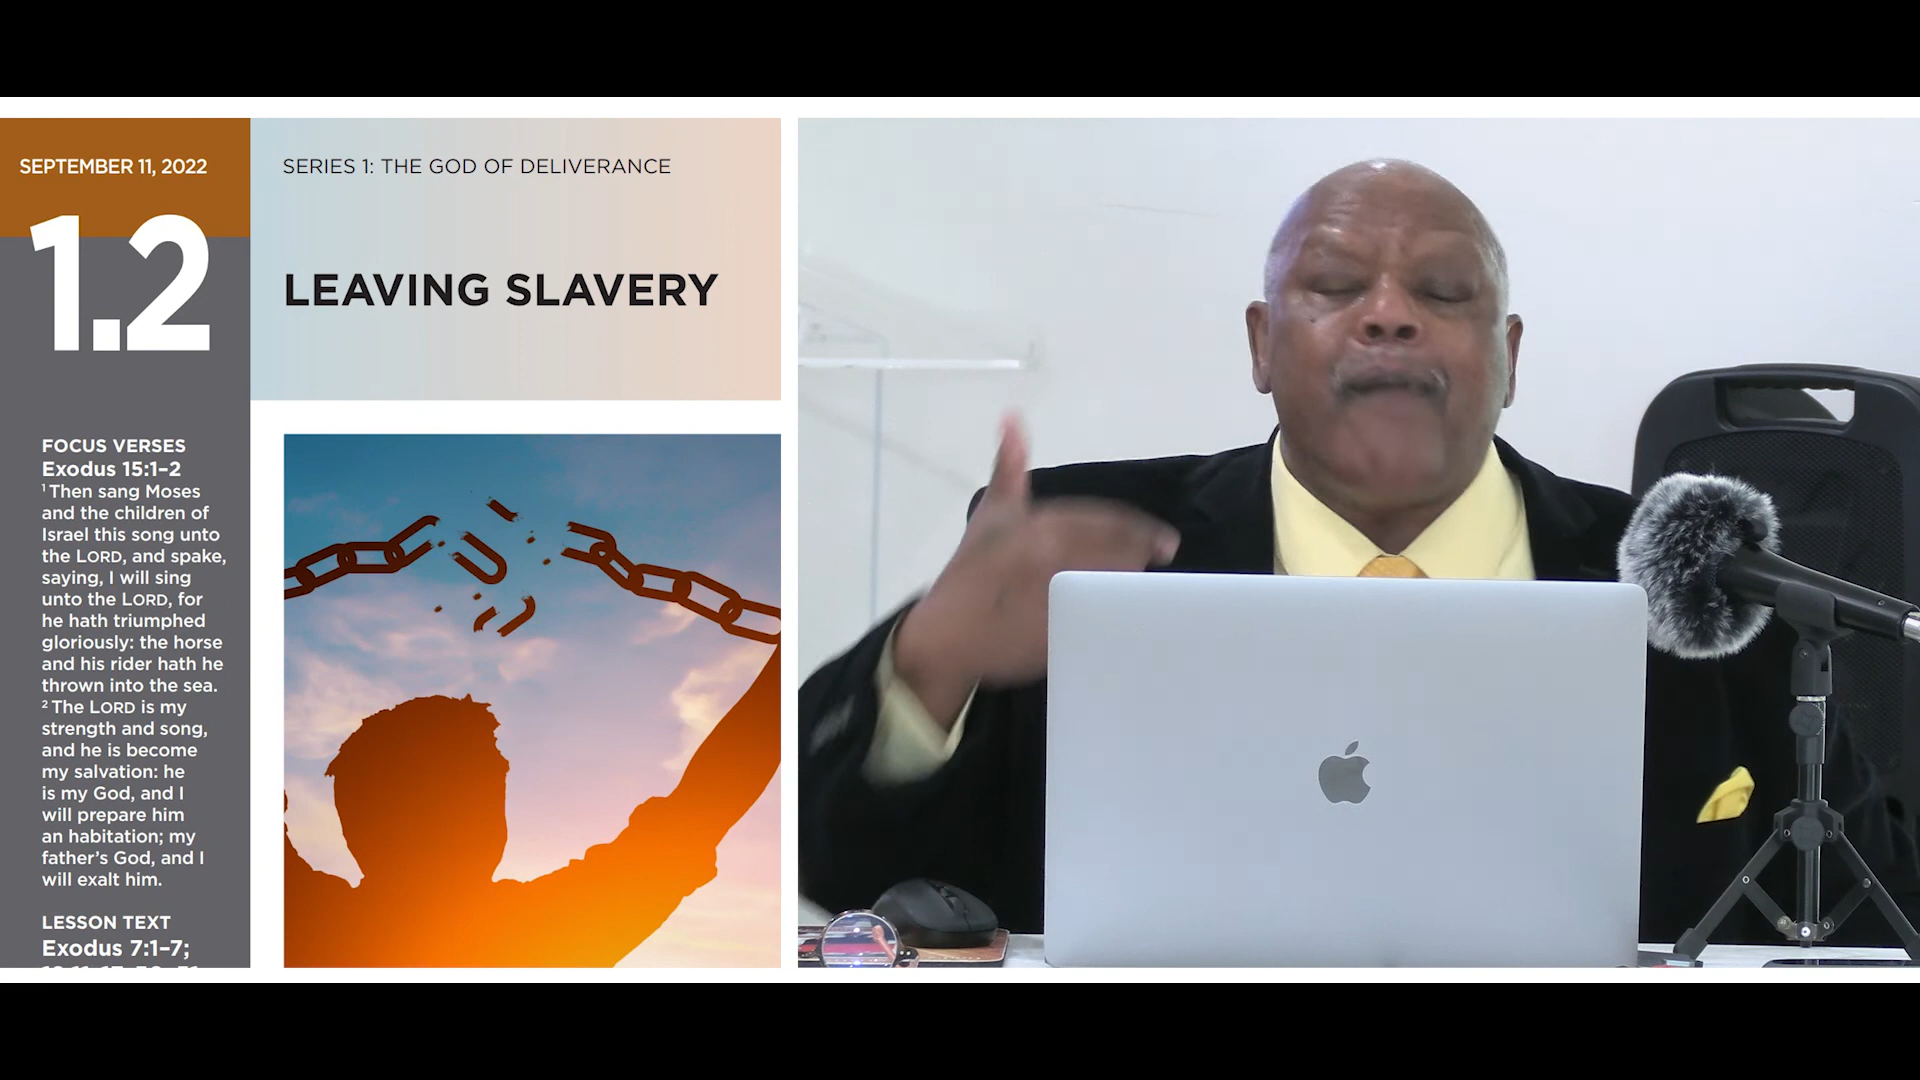 SEPTEMBER 11, 2022
1.2
SERIES 1: THE GOD OF DELIVERANCE
LEAVING SLAVERY
FOCUS VERSES
Exodus 15:1–2
1 Then sang Moses
and the children of
Israel this song unto
the LORD, and spake,
saying, I will sing
unto the LORD, for
he hath triumphed
gloriously: the horse
and his rider hath he
thrown into the sea.
2 The LORD is my
strength and song,
and he is become
my salvation: he
is my God, and I
will prepare him
an habitation; my
father's God, and I
will exalt him.
LESSON TEXT
Exodus 7:1–7;